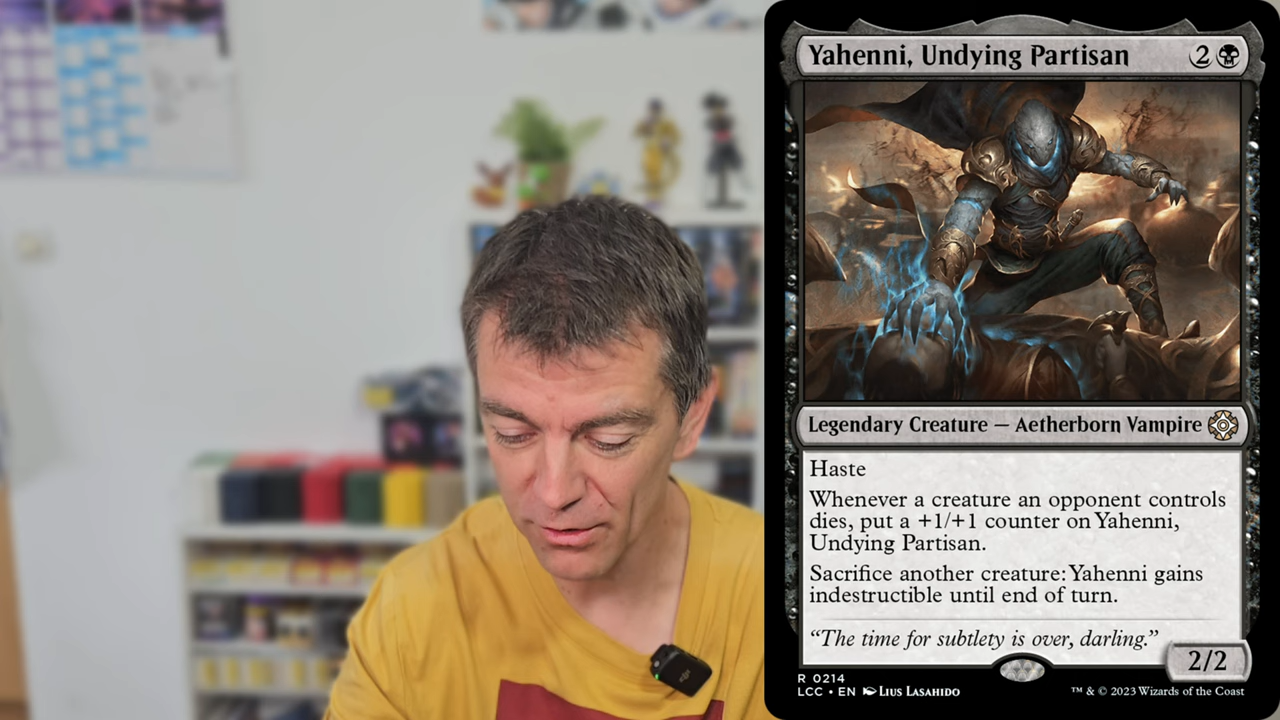 Yahenni, Undying Partisan 2
Legendary Creature — Aetherborn Vampire
Haste
Whenever a creature an opponent controls
dies, put a +1/+1 counter on Yahenni,
Undying Partisan.
Sacrifice another creature: Yahenni gains
indestructible until end of turn.
“The time for subtlety is over, darling.”
2/2
R 0214
LCC • EN Lius Lasahido
™ & © 2023 Wizards of the Coast